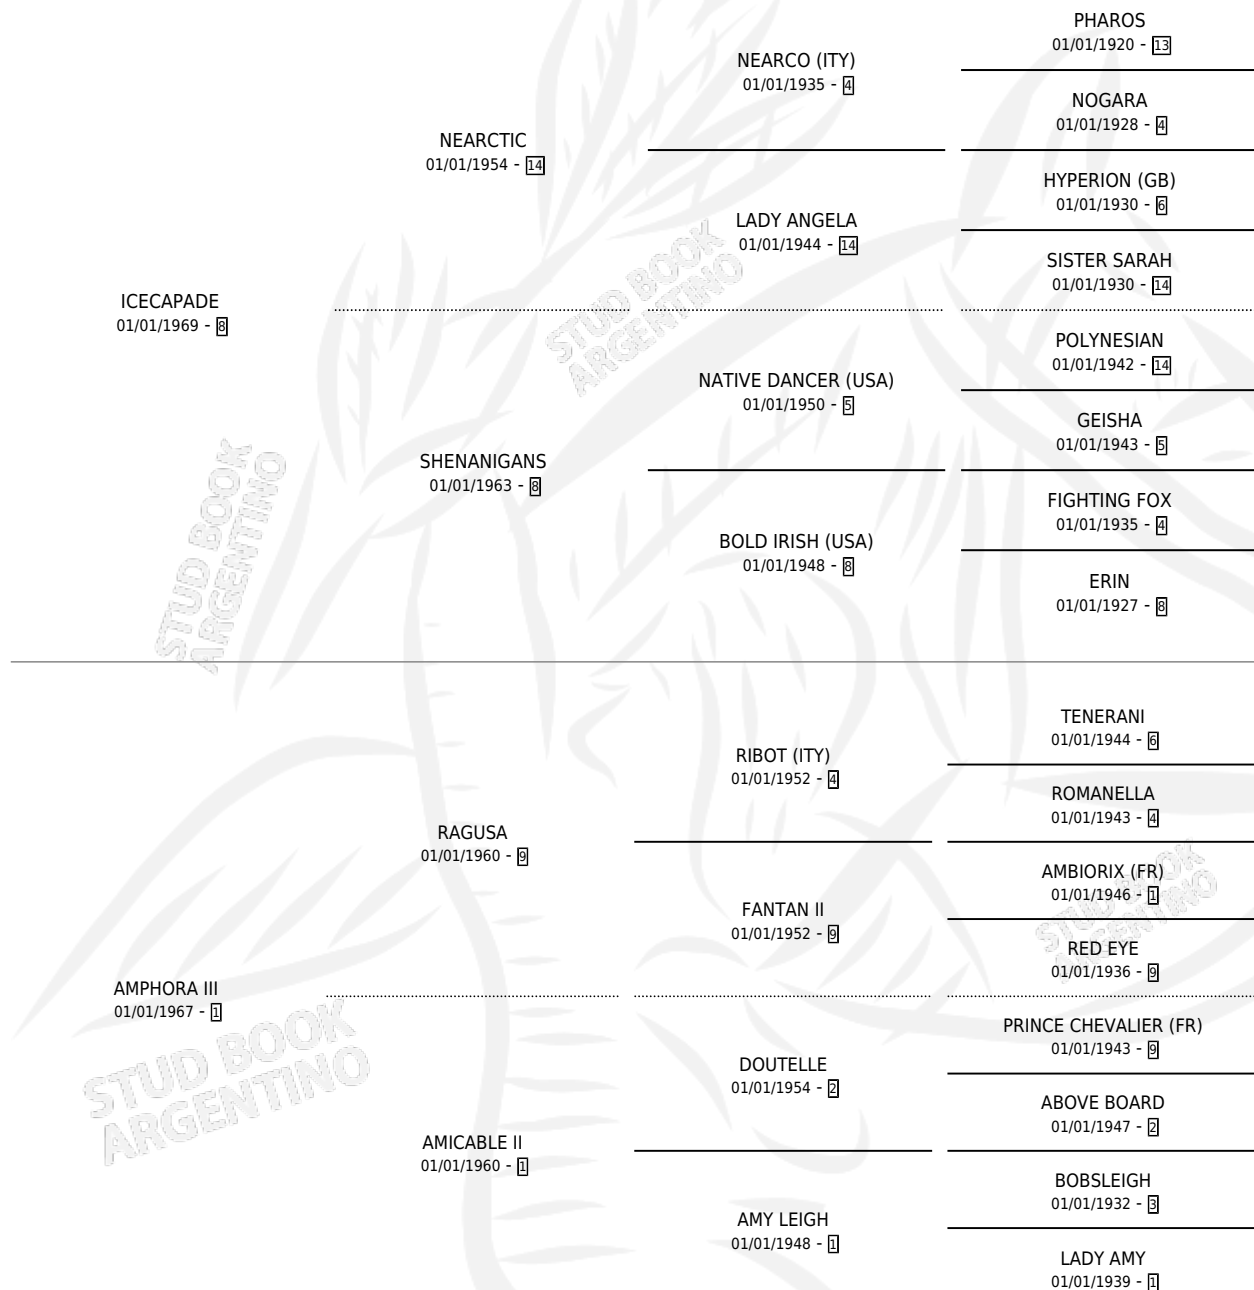 PHAROS
01/01/1920 - 13
NEARCO (ITY)
01/01/1935 - 4
NOGARA
01/01/1928 - 4
NEARCTIC
01/01/1954 - 14
HYPERION (GB)
01/01/1930 - 6
LADY ANGELA
01/01/1944 - 14
SISTER SARAH
01/01/1930 - 14
ICECAPADE
01/01/1969 - 8
POLYNESIAN
01/01/1942 - 14
NATIVE DANCER (USA)
01/01/1950 - 5
GEISHA
01/01/1943 - 5
SHENANIGANS
01/01/1963 - 8
FIGHTING FOX
01/01/1935 - 4
BOLD IRISH (USA)
01/01/1948 - 8
ERIN
01/01/1927 - 8
TENERANI
01/01/1944 - 6
RIBOT (ITY)
01/01/1952 - 4
ROMANELLA
01/01/1943 - 4
RAGUSA
01/01/1960 - 9
AMBIORIX (FR)
01/01/1946 - 1
FANTAN II
01/01/1952 - 9
RED EYE
01/01/1936 - 9
AMPHORA III
01/01/1967 - 1
PRINCE CHEVALIER (FR)
01/01/1943 - 9
DOUTELLE
01/01/1954 - 2
ABOVE BOARD
01/01/1947 - 2
AMICABLE II
01/01/1960 - 1
BOBSLEIGH
01/01/1932 - 3
AMY LEIGH
01/01/1948 - 1
LADY AMY
01/01/1939 - 1
STUD BOOK
ARGENTINO
STUD BOOK
ARGENTINO
STUD BOOK
ARGENTINO
STUD BOOK
ARGENTINO